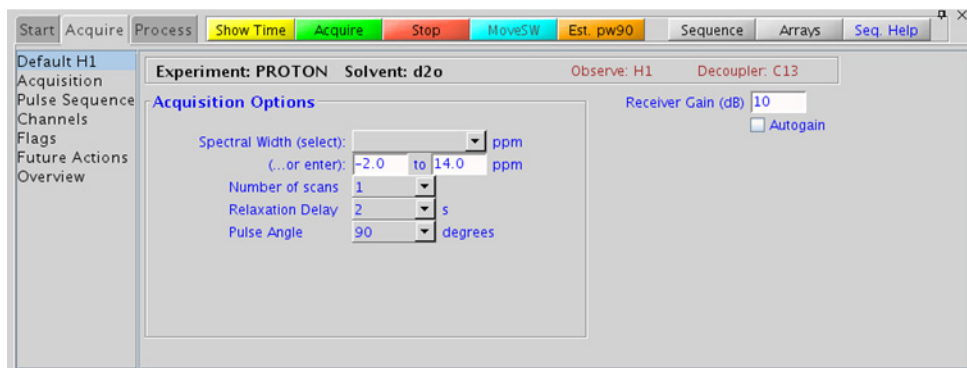 Start Acquire Process Show Time Acquire Stop MoveSW Est. pw90 Sequence Arrays Seq. Help
Default H1
Acquisition
Pulse Sequence
Channels
Flags
Future Actions
Overview
Experiment: PROTON Solvent: d2o Observe: H1 Decoupler: C13
Acquisition Options
Spectral Width (select): ppm
(...or enter): -2.0 to 14.0 ppm
Number of scans 1
Relaxation Delay 2 s
Pulse Angle 90 degrees
Receiver Gain (dB) 10
Autogain